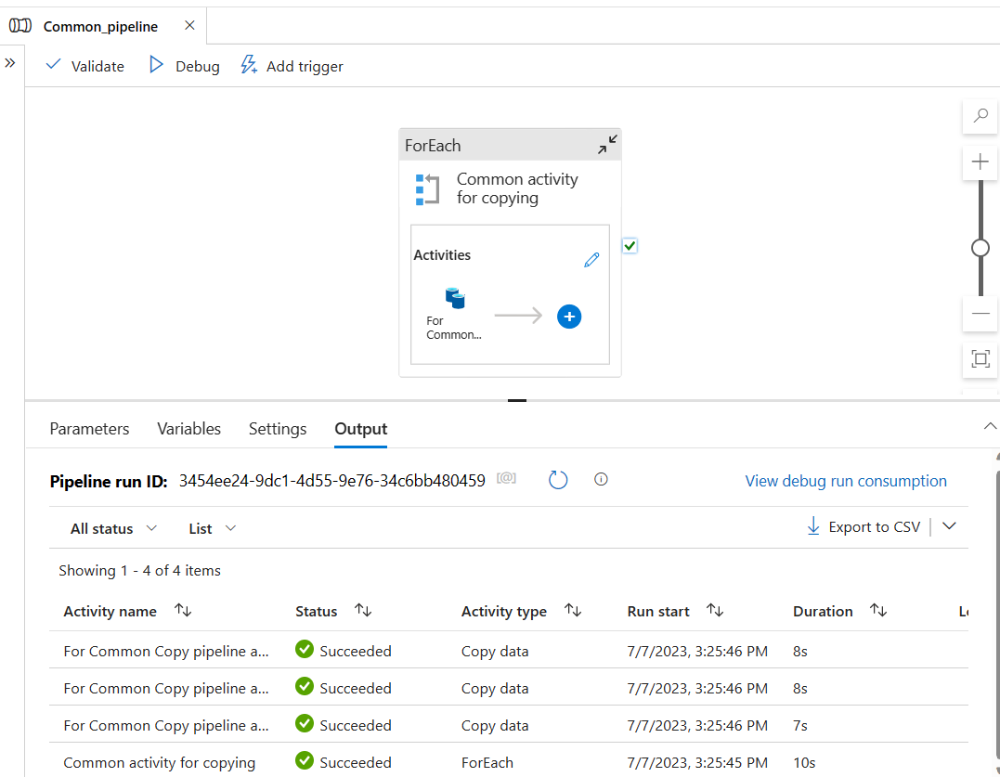 Common_pipeline
Validate Debug Add trigger
ForEach
Common activity
for copying
Activities
For
Common...
Parameters Variables Settings Output
Pipeline run ID: 3454ee24-9dc1-4d55-9e76-34c6bb480459 [@] View debug run consumption
All status List Export to CSV
Showing 1 - 4 of 4 items
Activity name Status Activity type Run start Duration
For Common Copy pipeline a... Succeeded Copy data 7/7/2023, 3:25:46 PM 8s
For Common Copy pipeline a... Succeeded Copy data 7/7/2023, 3:25:46 PM 8s
For Common Copy pipeline a... Succeeded Copy data 7/7/2023, 3:25:46 PM 7s
Common activity for copying Succeeded ForEach 7/7/2023, 3:25:45 PM 10s